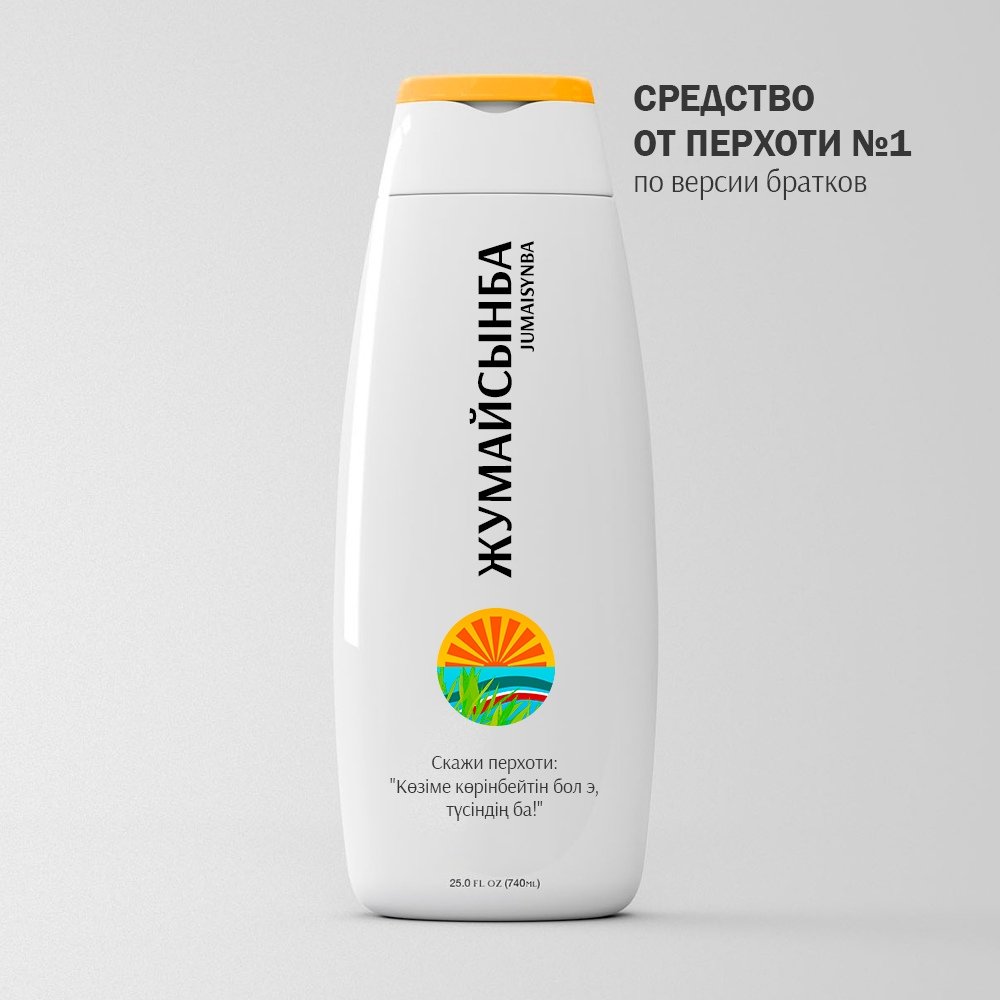 СРЕДСТВО
ОТ ПЕРХОТИ №1
по версии братков
ЖУМАЙСЫНБА
JUMAISYNBA
Скажи перхоти:
"Көзіме көрінбейтін бол э,
түсіндің ба!"
25.0 FL OZ (740ML)